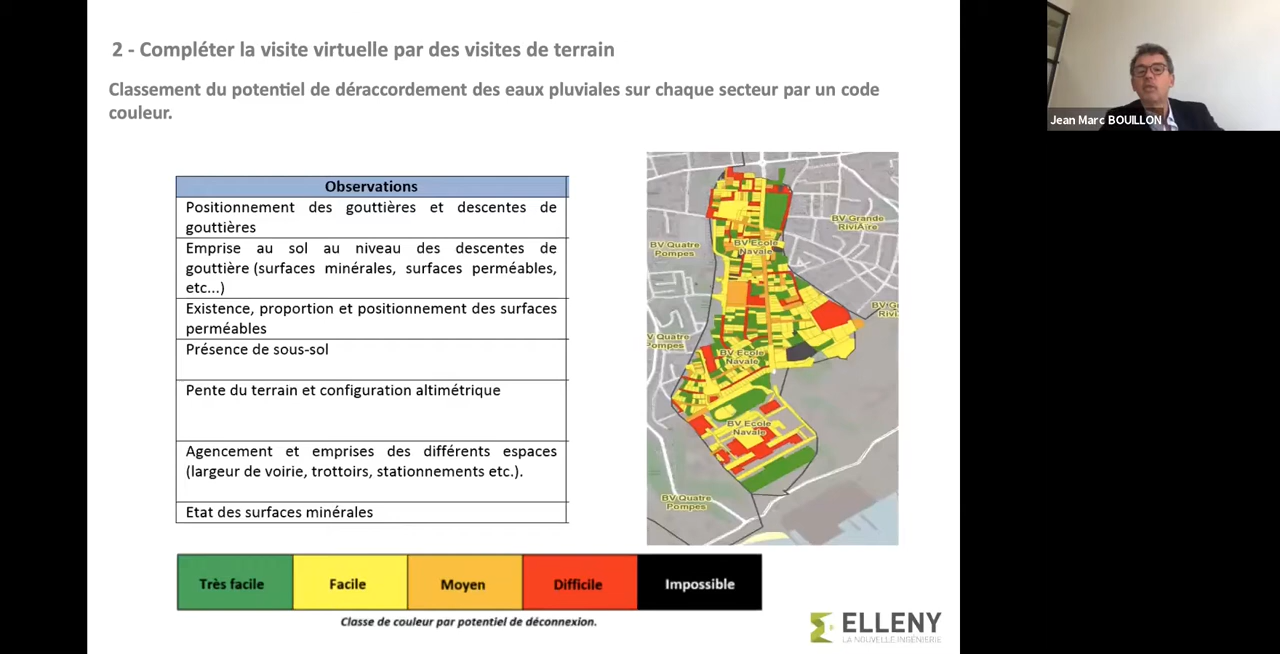 2 - Compléter la visite virtuelle par des visites de terrain
Classement du potentiel de déraccordement des eaux pluviales sur chaque secteur par un code
couleur.
Jean Marc BOUILLON
Observations
Positionnement des gouttières et descentes de
gouttières
Emprise au sol au niveau des descentes de
gouttière (surfaces minérales, surfaces perméables,
etc...)
Existence, proportion et positionnement des surfaces
perméables
Présence de sous-sol
Pente du terrain et configuration altimétrique
Agencement et emprises des différents espaces
(largeur de voirie, trottoirs, stationnements etc.).
Etat des surfaces minérales
BV Grande
RiviÃ¨re
BV Quatre
Pompes
BV Ecole
Navale
BV G
Rivi
V Quatre
Pompes
BV Ecole
Navale
BV Ecole
Navale
BV Quatre
Pompes
Très facile
Facile
Moyen
Difficile
Impossible
Classe de couleur par potentiel de déconnexion.
ELLENY
LA NOUVELLE INGÉNIERIE